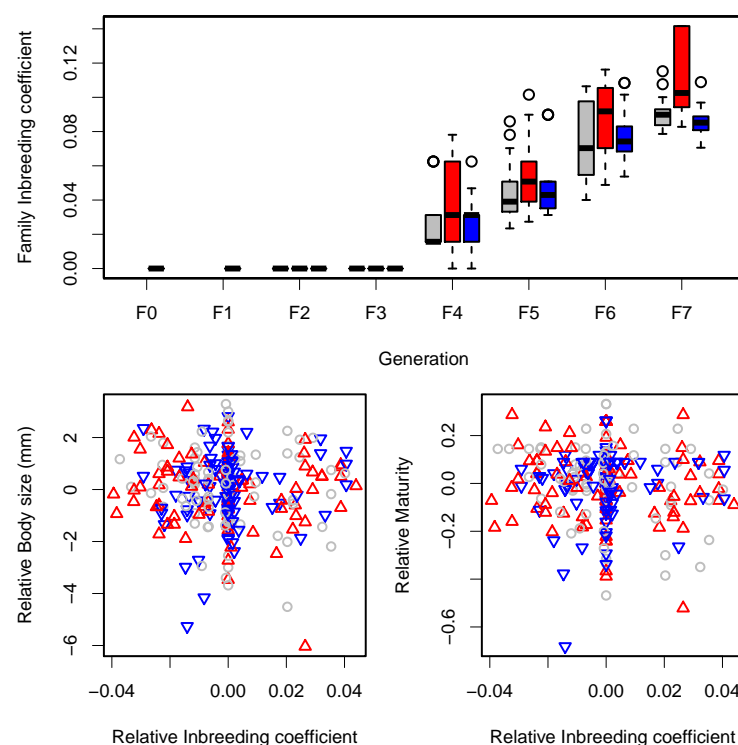 Family Inbreeding coefficient
0.00 0.04 0.08 0.12
F0 F1 F2 F3 F4 F5 F6 F7
Generation
Relative Body size (mm)
−6 −4 −2 0 2
−0.04 0.00 0.02 0.04
Relative Inbreeding coefficient
Relative Maturity
−0.6 −0.2 0.0 0.2
−0.04 0.00 0.02 0.04
Relative Inbreeding coefficient